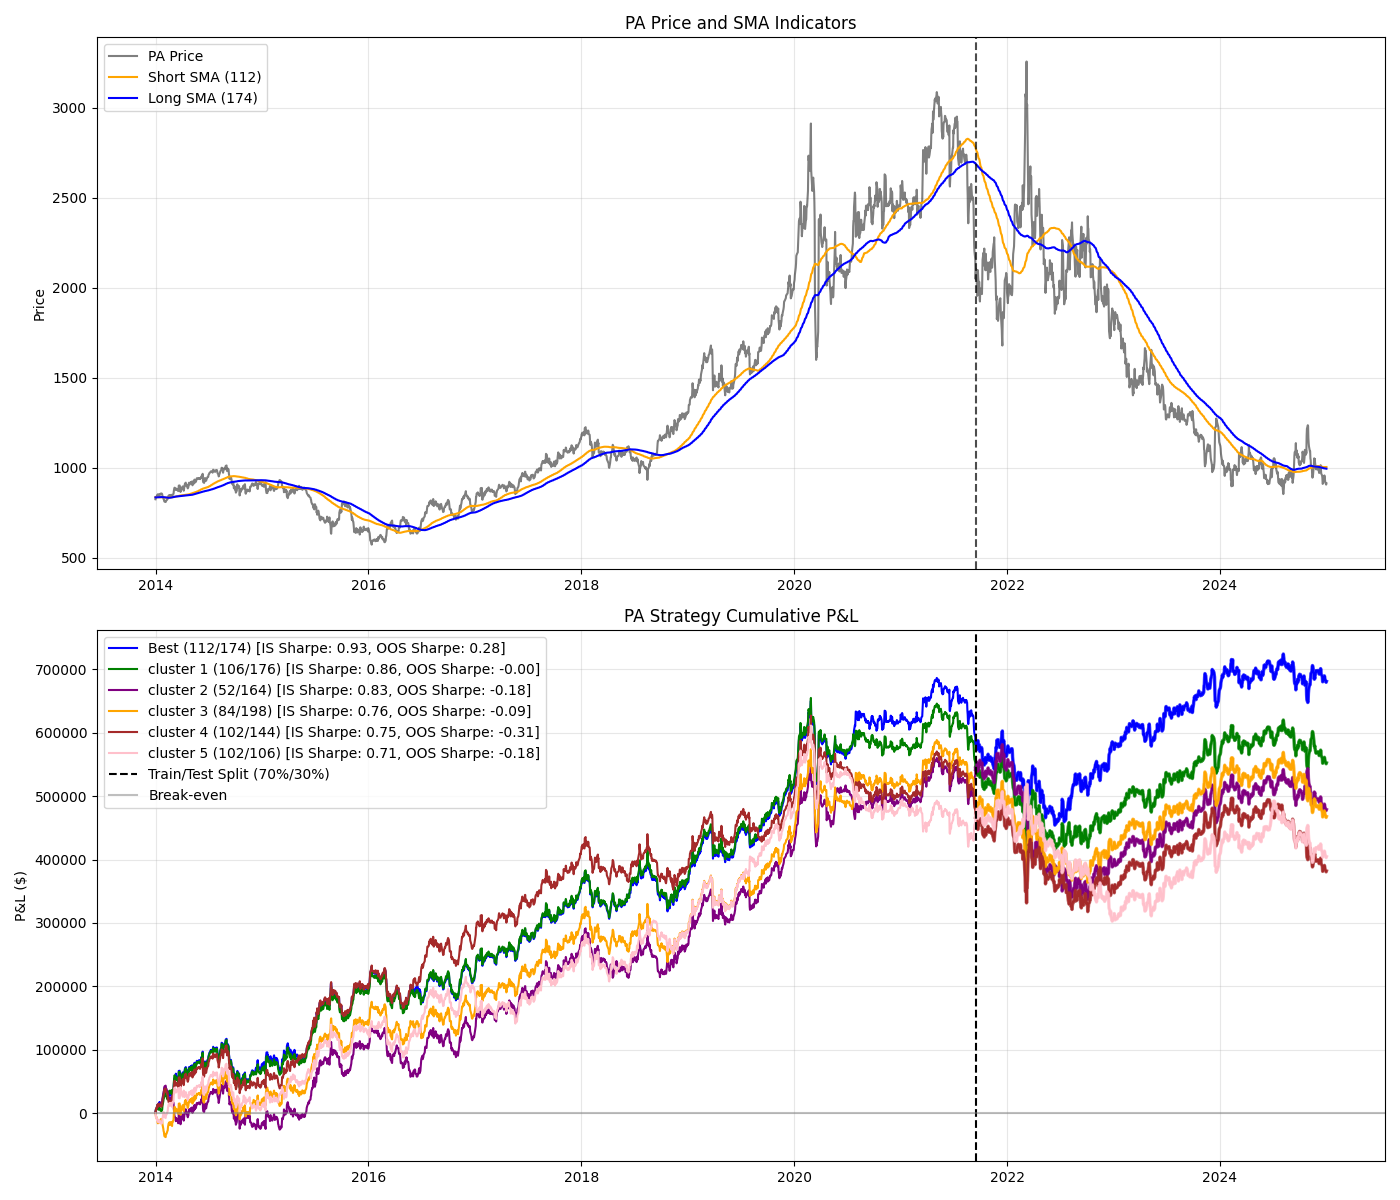 PA Price and SMA Indicators
PA Price
Short SMA (112)
Long SMA (174)
Price
3000
2500
2000
1500
1000
500
2014 2016 2018 2020 2022 2024
PA Strategy Cumulative P&L
Best (112/174) [IS Sharpe: 0.93, OOS Sharpe: 0.28]
cluster 1 (106/176) [IS Sharpe: 0.86, OOS Sharpe: -0.00]
cluster 2 (52/164) [IS Sharpe: 0.83, OOS Sharpe: -0.18]
cluster 3 (84/198) [IS Sharpe: 0.76, OOS Sharpe: -0.09]
cluster 4 (102/144) [IS Sharpe: 0.75, OOS Sharpe: -0.31]
cluster 5 (102/106) [IS Sharpe: 0.71, OOS Sharpe: -0.18]
Train/Test Split (70%/30%)
Break-even
P&L ($)
700000
600000
500000
400000
300000
200000
100000
0
2014 2016 2018 2020 2022 2024